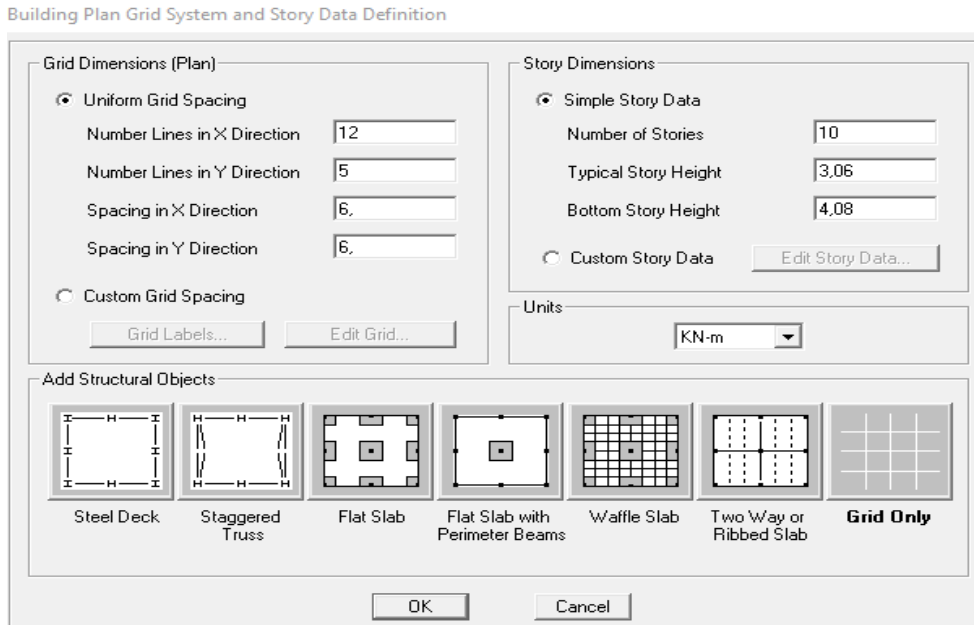 Building Plan Grid System and Story Data Definition
Grid Dimensions (Plan)
Uniform Grid Spacing
Number Lines in X Direction 12
Number Lines in Y Direction 5
Spacing in X Direction 6,
Spacing in Y Direction 6,
Custom Grid Spacing
Grid Labels... Edit Grid...
Story Dimensions
Simple Story Data
Number of Stories 10
Typical Story Height 3,06
Bottom Story Height 4,08
Custom Story Data Edit Story Data...
Units
KN-m
Add Structural Objects
Steel Deck
Staggered
Truss
Flat Slab
Flat Slab with
Perimeter Beams
Waffle Slab
Two Way or
Ribbed Slab
Grid Only
OK Cancel